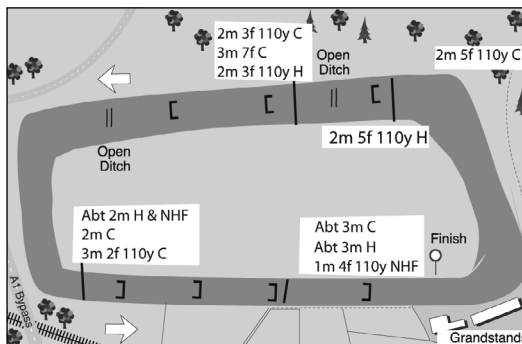 2m 3f 110y C
3m 7f C
2m 3f 110y H
Open
Ditch
2m 5f 110y C
Open
Ditch
2m 5f 110y H
Abt 2m H & NHF
2m C
3m 2f 110y C
Abt 3m C
Abt 3m H
1m 4f 110y NHF
Finish
A1 Bypass
Grandstands